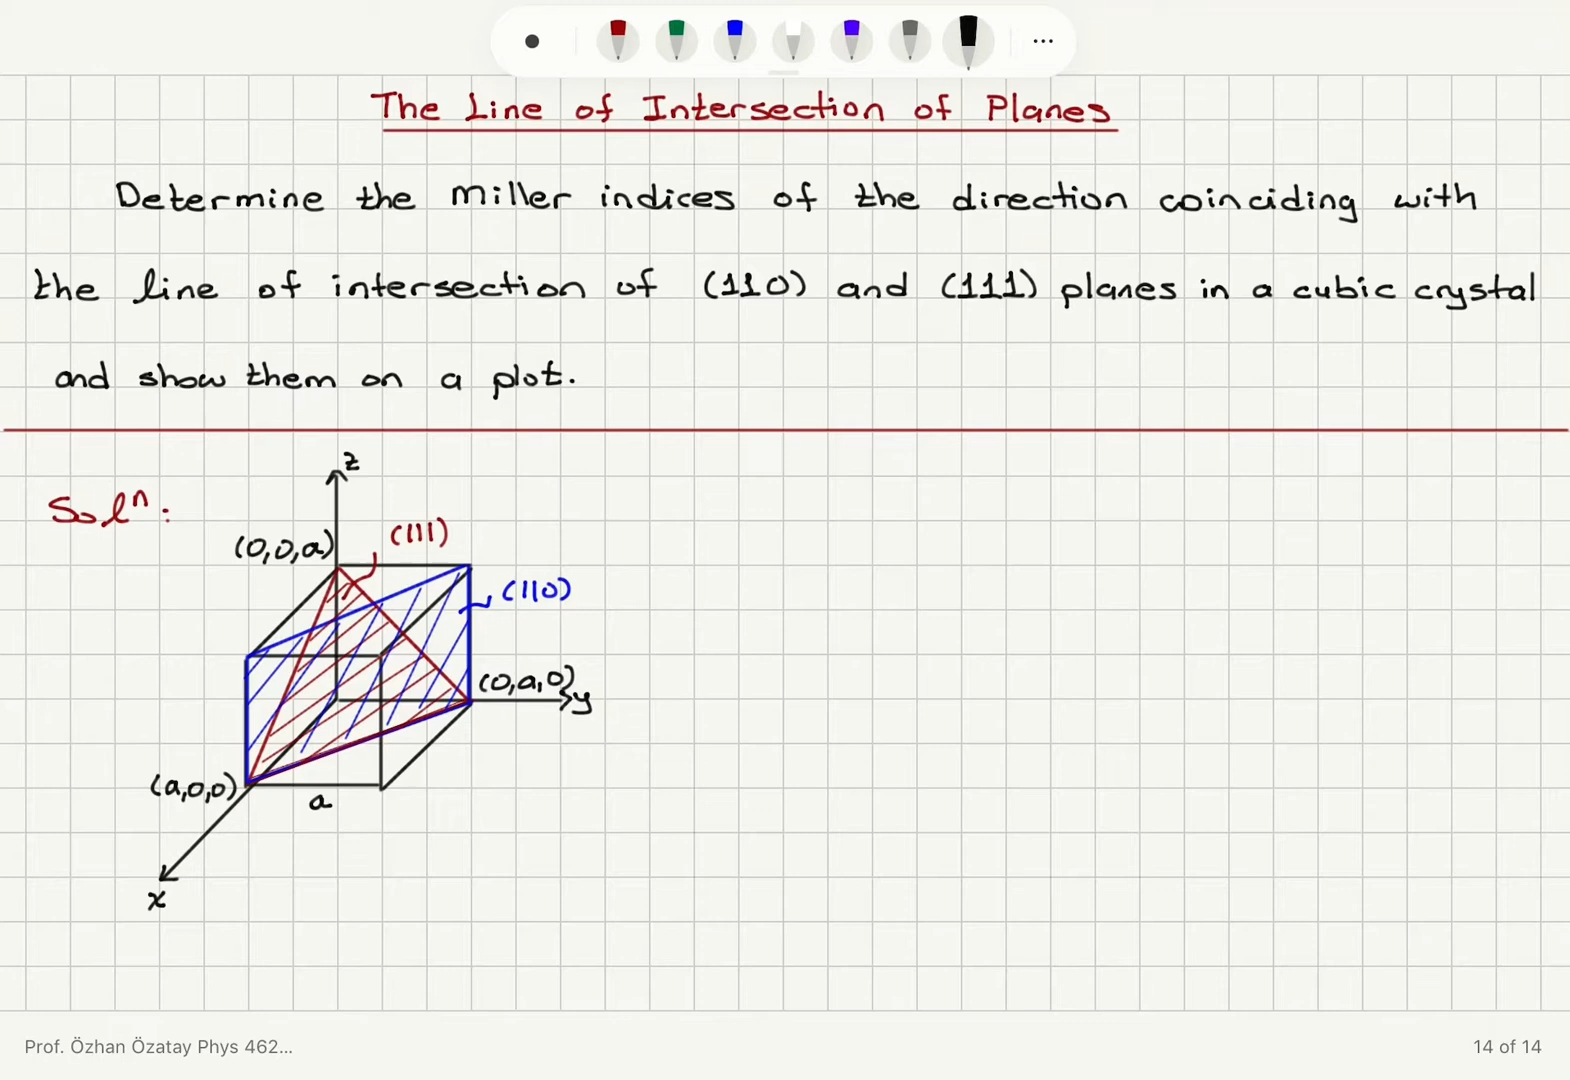 The Line of Intersection of Planes
Determine the miller indices of the direction coinciding with
the line of intersection of (110) and (111) planes in a cubic crystal
and show them on a plot.
Solⁿ:
z
(0,0,a)
(111)
(110)
(0,a,0)
y
(a,0,0)
a
x
Prof. Özhan Özatay Phys 462...
14 of 14